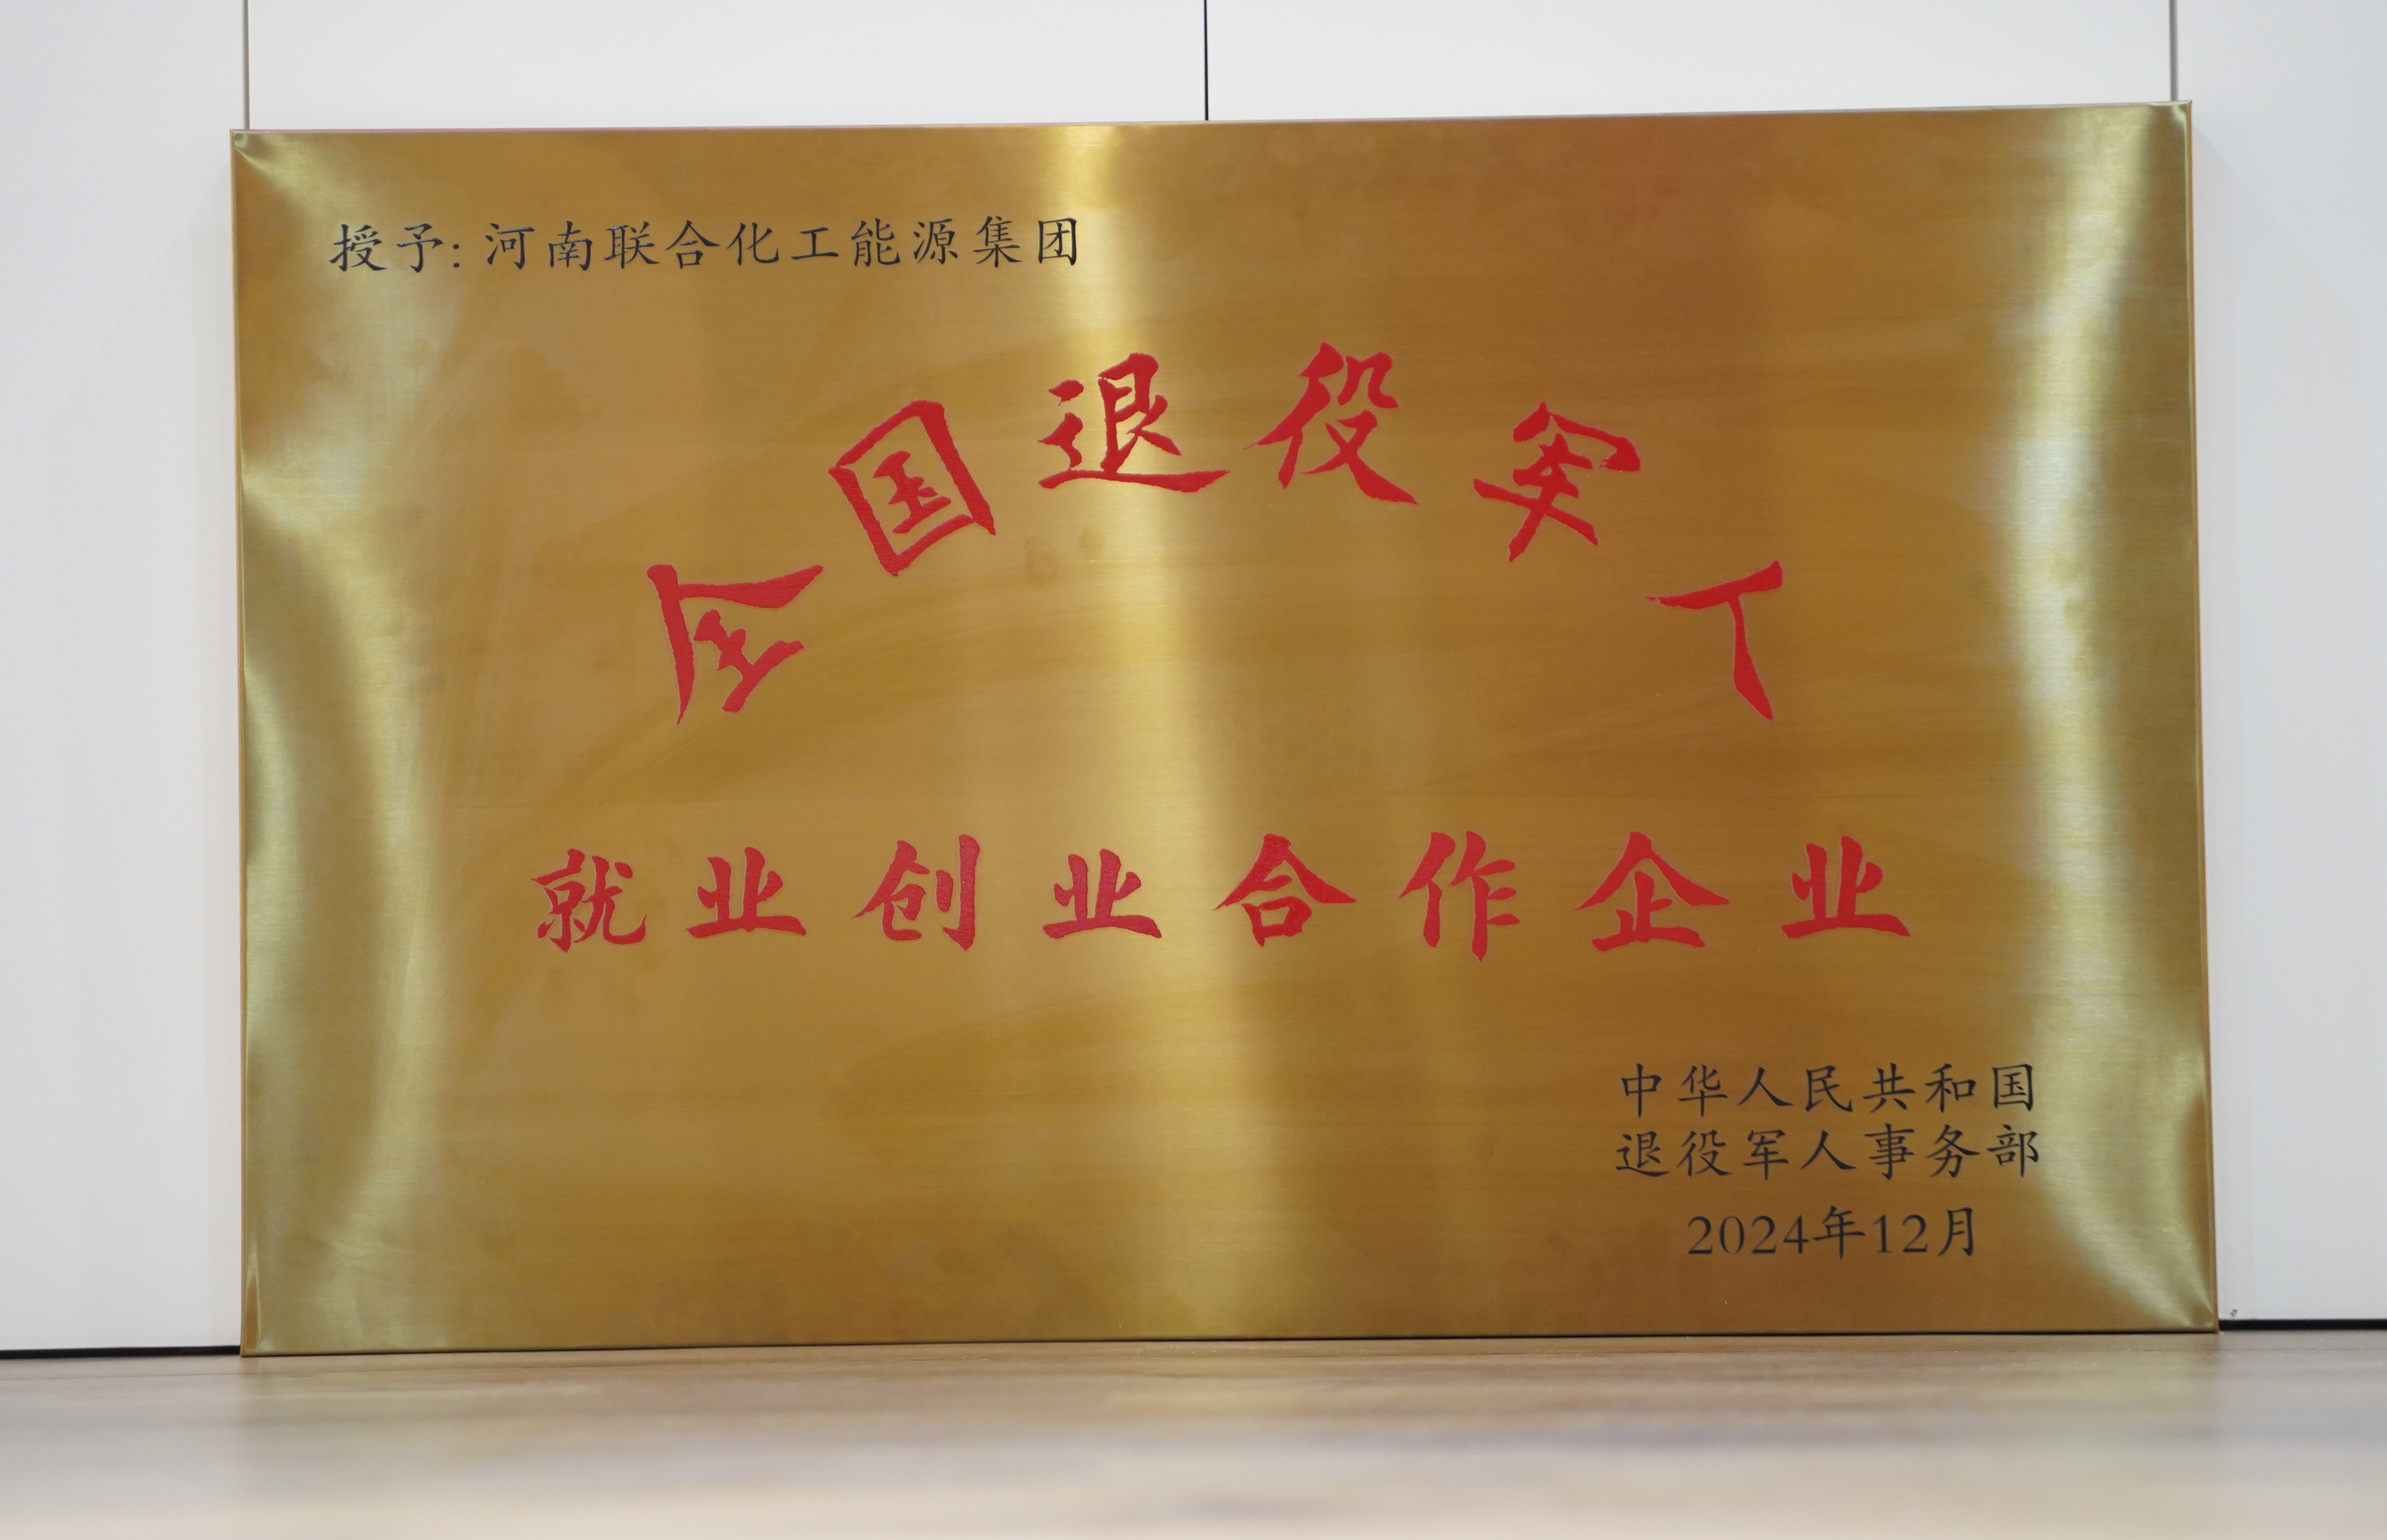 授予: 河南联合化工能源集团
全国退役军人
就业创业合作企业
中华人民共和国
退役军人事务部
2024年12月